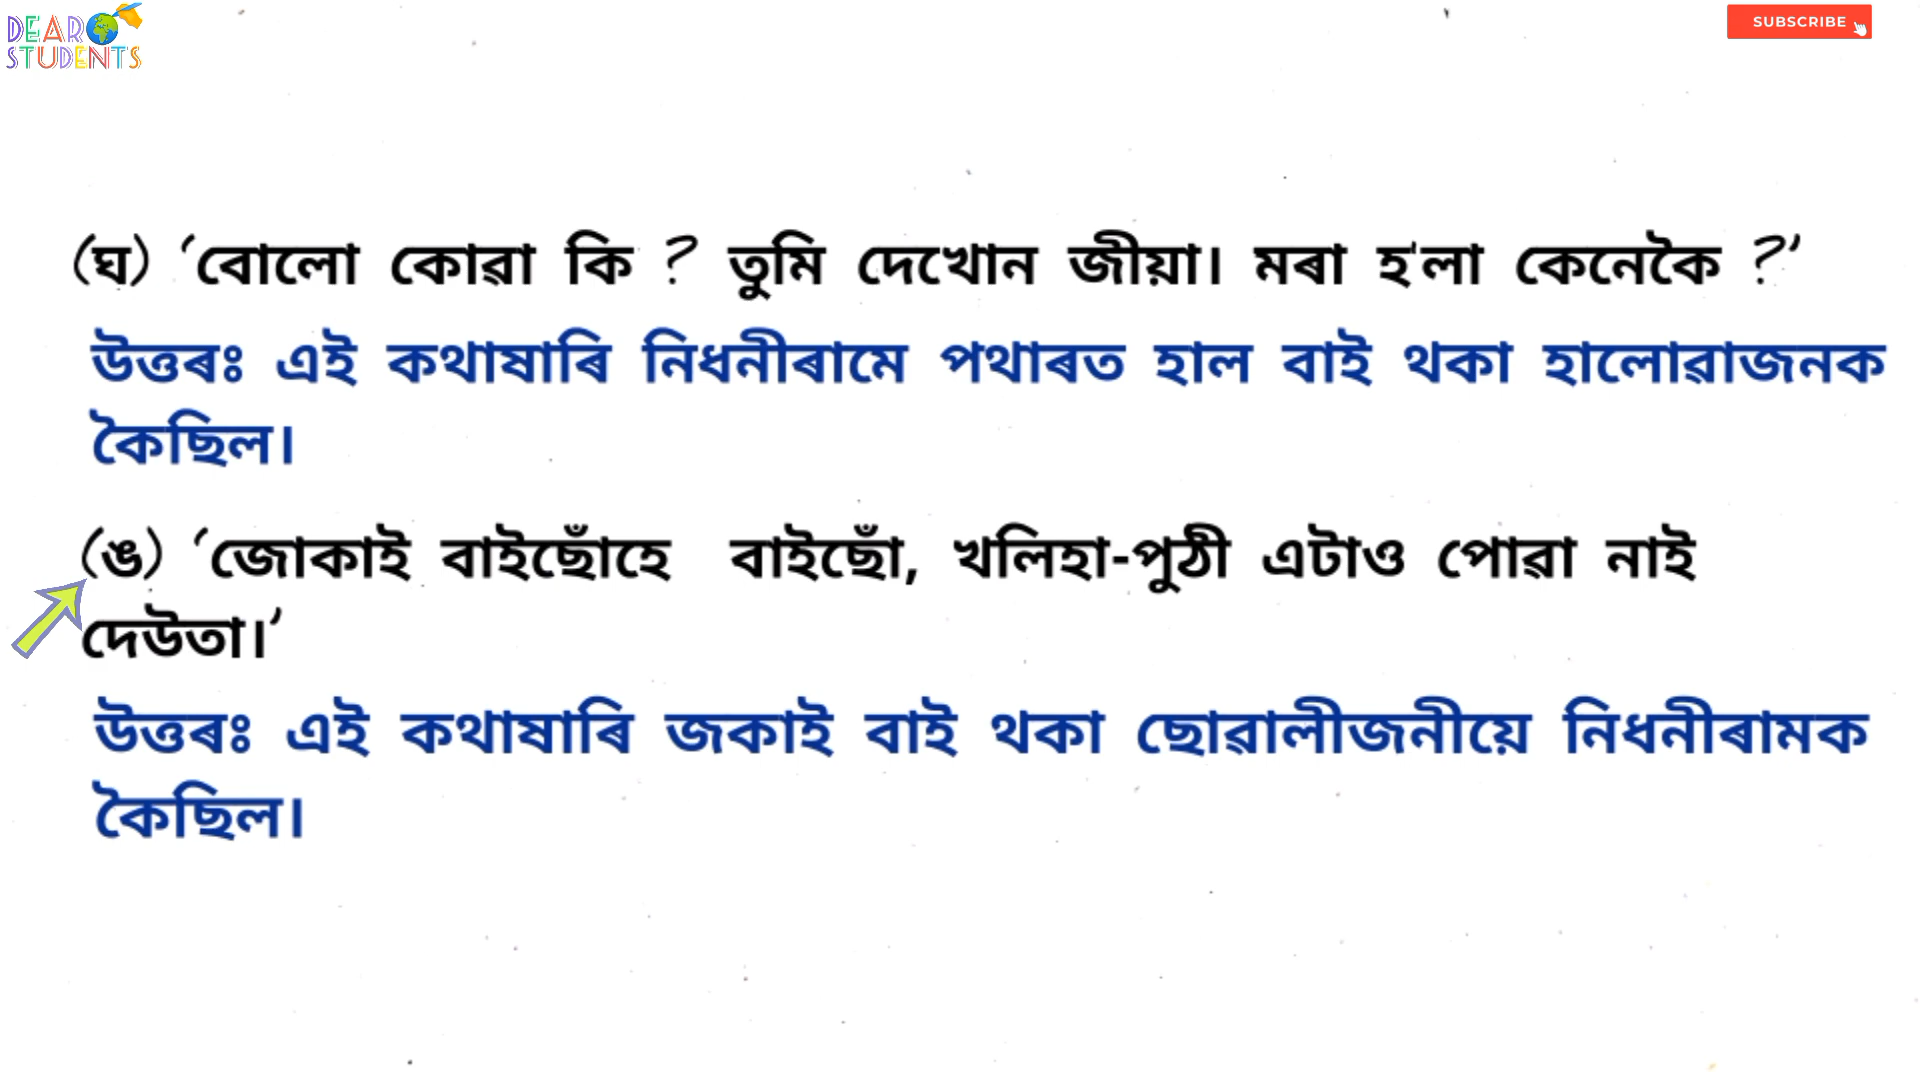 DEAR
STUDENTS
SUBSCRIBE
(ঘ) ‘বোলো কোৱা কি ? তুমি দেখোন জীয়া। মৰা হ'লা কেনেকৈ ?’
উত্তৰঃ এই কথাষাৰি নিধনীৰামে পথাৰত হাল বাই থকা হালোৱাজনক
কৈছিল।
(ঙ) ‘জোকাই বাইছোঁহে বাইছোঁ, খলিহা-পুঠী এটাও পোৱা নাই
দেউতা।’
উত্তৰঃ এই কথাষাৰি জকাই বাই থকা ছোৱালীজনীয়ে নিধনীৰামক
কৈছিল।